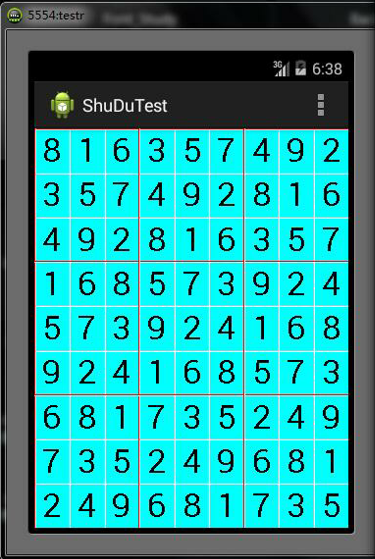 5554:testr
3G 6:38
ShuDuTest
8 1 6 3 5 7 4 9 2
3 5 7 4 9 2 8 1 6
4 9 2 8 1 6 3 5 7
1 6 8 5 7 3 9 2 4
5 7 3 9 2 4 1 6 8
9 2 4 1 6 8 5 7 3
6 8 1 7 3 5 2 4 9
7 3 5 2 4 9 6 8 1
2 4 9 6 8 1 7 3 5